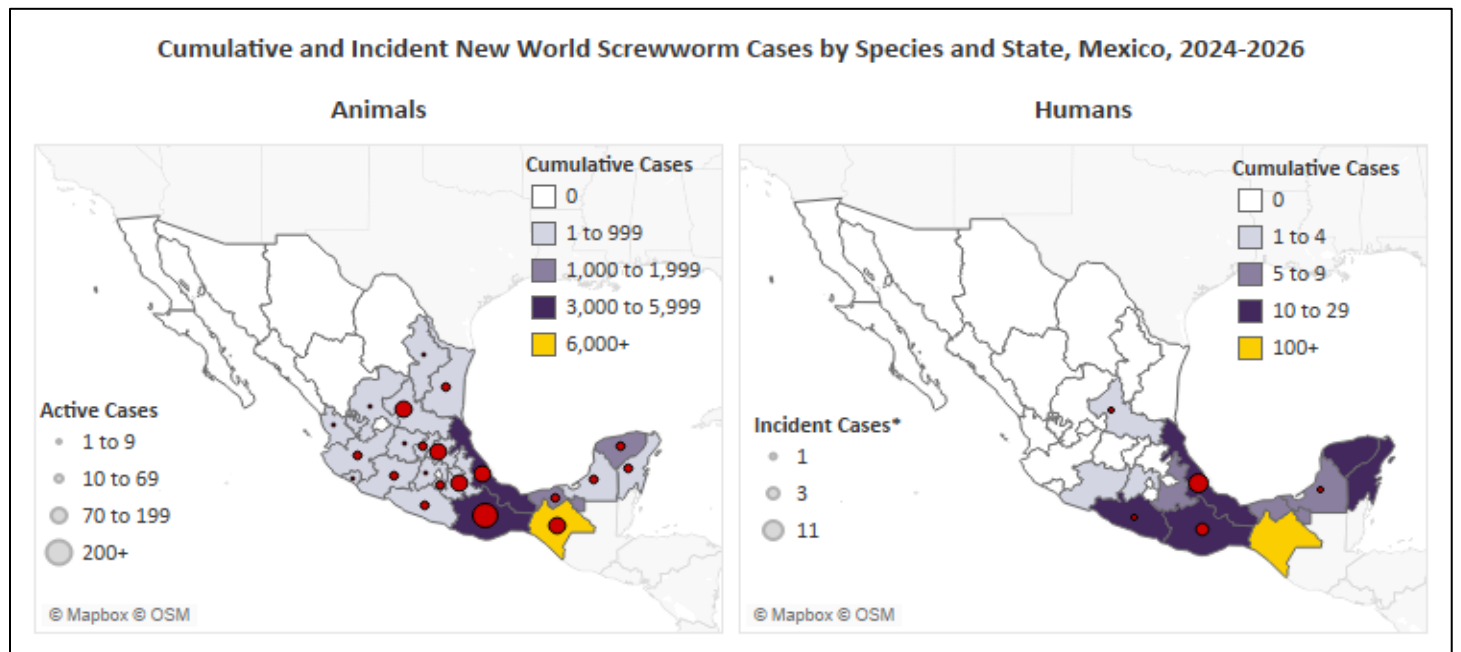 Cumulative and Incident New World Screwworm Cases by Species and State, Mexico, 2024-2026
Animals
Cumulative Cases
0
1 to 999
1,000 to 1,999
3,000 to 5,999
6,000+
Active Cases
1 to 9
10 to 69
70 to 199
200+
© Mapbox © OSM
Humans
Cumulative Cases
0
1 to 4
5 to 9
10 to 29
100+
Incident Cases*
1
3
11
© Mapbox © OSM